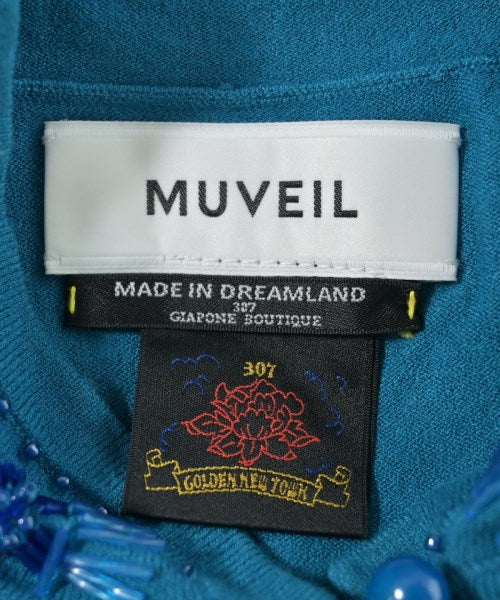 MUVEIL
MADE IN DREAMLAND
307
GIAPONE BOUTIQUE
307
GOLDEN NEW TOWN